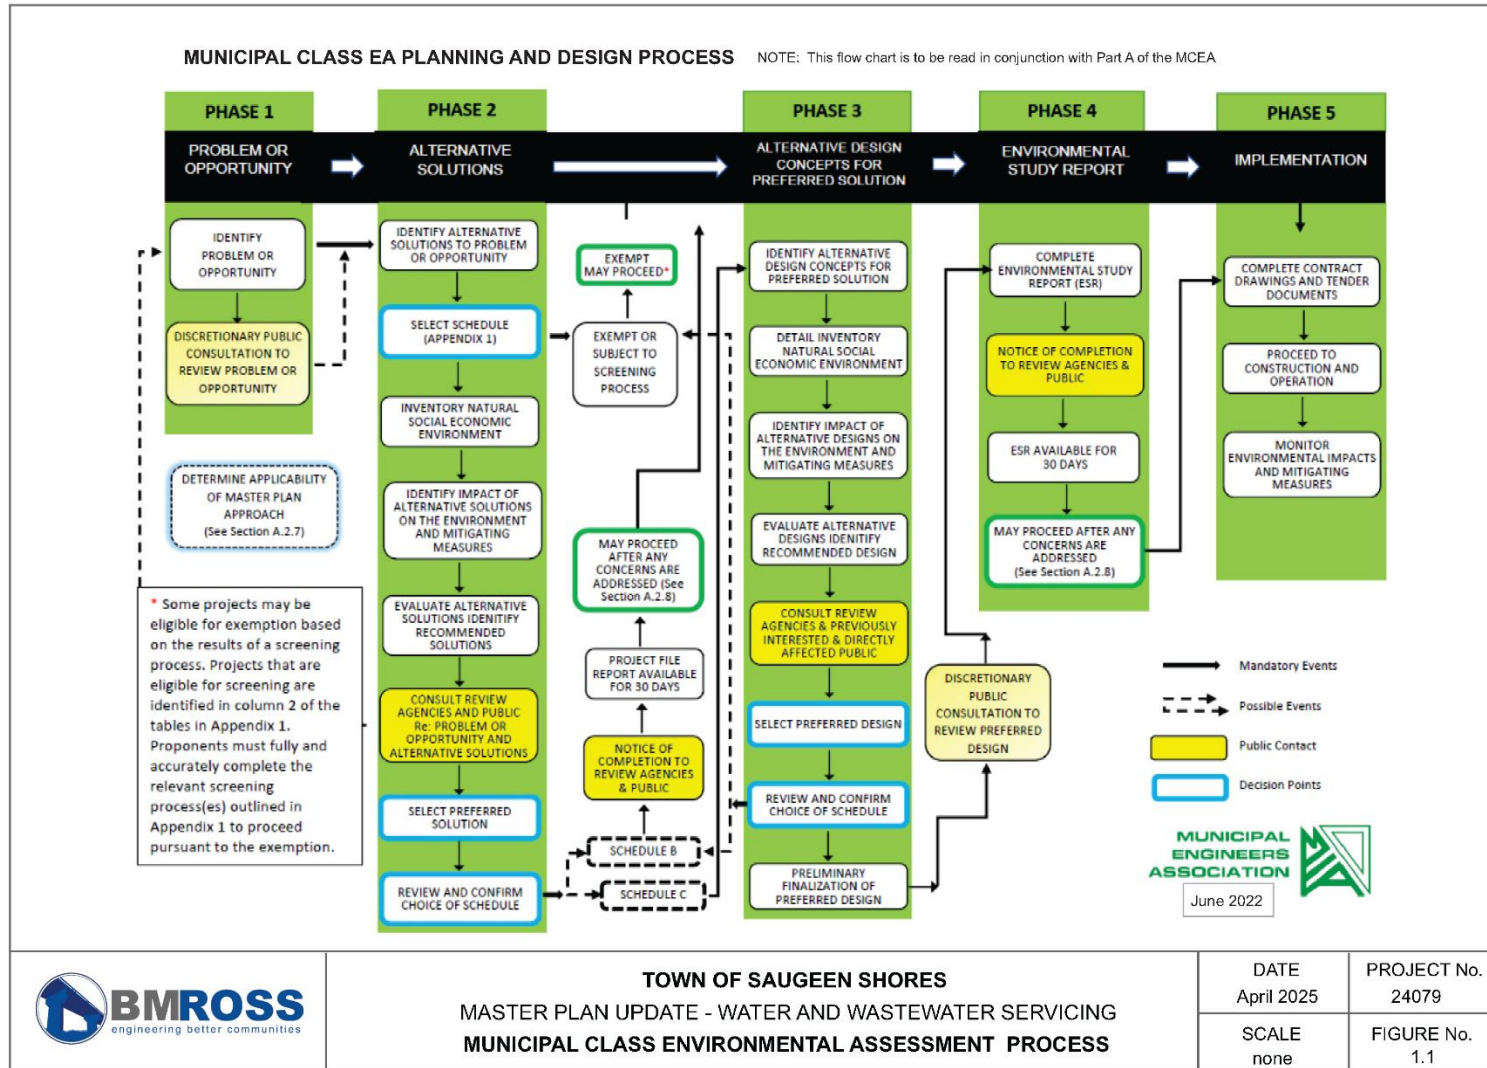 MUNICIPAL CLASS EA PLANNING AND DESIGN PROCESS
NOTE: This flow chart is to be read in conjunction with Part A of the MCEA
PHASE 1
PROBLEM OR
OPPORTUNITY
IDENTIFY
PROBLEM OR
OPPORTUNITY
DISCRETIONARY PUBLIC
CONSULTATION TO
REVIEW PROBLEM OR
OPPORTUNITY
DETERMINE APPLICABILITY
OF MASTER PLAN
APPROACH
(See Section A.2.7)
* Some projects may be
eligible for exemption based
on the results of a screening
process. Projects that are
eligible for screening are
identified in column 2 of the
tables in Appendix 1.
Proponents must fully and
accurately complete the
relevant screening
process(es) outlined in
Appendix 1 to proceed
pursuant to the exemption.
PHASE 2
ALTERNATIVE
SOLUTIONS
IDENTIFY ALTERNATIVE
SOLUTIONS TO PROBLEM
OR OPPORTUNITY
SELECT SCHEDULE
(APPENDIX 1)
INVENTORY NATURAL
SOCIAL ECONOMIC
ENVIRONMENT
IDENTIFY IMPACT OF
ALTERNATIVE SOLUTIONS
ON THE ENVIRONMENT
AND MITIGATING
MEASURES
EVALUATE ALTERNATIVE
SOLUTIONS IDENITIFY
RECOMMENDED
SOLUTIONS
CONSULT REVIEW
AGENCIES AND PUBLIC
Re: PROBLEM OR
OPPORTUNITY AND
ALTERNATIVE SOLUTIONS
SELECT PREFERRED
SOLUTION
REVIEW AND CONFIRM
CHOICE OF SCHEDULE
EXEMPT
MAY PROCEED*
EXEMPT OR
SUBJECT TO
SCREENING
PROCESS
MAY PROCEED
AFTER ANY
CONCERNS ARE
ADDRESSED (See
Section A.2.8)
PROJECT FILE
REPORT AVAILABLE
FOR 30 DAYS
NOTICE OF
COMPLETION TO
REVIEW AGENCIES
& PUBLIC
SCHEDULE B
SCHEDULE C
PHASE 3
ALTERNATIVE DESIGN
CONCEPTS FOR
PREFERRED SOLUTION
IDENTIFY ALTERNATIVE
DESIGN CONCEPTS FOR
PREFERRED SOLUTION
DETAIL INVENTORY
NATURAL SOCIAL
ECONOMIC ENVIRONMENT
IDENTIFY IMPACT OF
ALTERNATIVE DESIGNS ON
THE ENVIRONMENT AND
MITIGATING MEASURES
EVALUATE ALTERNATIVE
DESIGNS IDENTIFY
RECOMMENDED DESIGN
CONSULT REVIEW
AGENCIES & PREVIOUSLY
INTERESTED & DIRECTLY
AFFECTED PUBLIC
SELECT PREFERRED DESIGN
REVIEW AND CONFIRM
CHOICE OF SCHEDULE
PRELIMINARY
FINALIZATION OF
PREFERRED DESIGN
DISCRETIONARY
PUBLIC
CONSULTATION TO
REVIEW PREFERRED
DESIGN
PHASE 4
ENVIRONMENTAL
STUDY REPORT
COMPLETE
ENVIRONMENTAL STUDY
REPORT (ESR)
NOTICE OF COMPLETION
TO REVIEW AGENCIES &
PUBLIC
ESR AVAILABLE FOR
30 DAYS
MAY PROCEED AFTER ANY
CONCERNS ARE
ADDRESSED
(See Section A.2.8)
PHASE 5
IMPLEMENTATION
COMPLETE CONTRACT
DRAWINGS AND TENDER
DOCUMENTS
PROCEED TO
CONSTRUCTION AND
OPERATION
MONITOR
ENVIRONMENTAL IMPACTS
AND MITIGATING
MEASURES
Mandatory Events
Possible Events
Public Contact
Decision Points
MUNICIPAL
ENGINEERS
ASSOCIATION
June 2022
BMROSS
engineering better communities
TOWN OF SAUGEEN SHORES
MASTER PLAN UPDATE - WATER AND WASTEWATER SERVICING
MUNICIPAL CLASS ENVIRONMENTAL ASSESSMENT PROCESS
DATE
April 2025
PROJECT No.
24079
SCALE
none
FIGURE No.
1.1